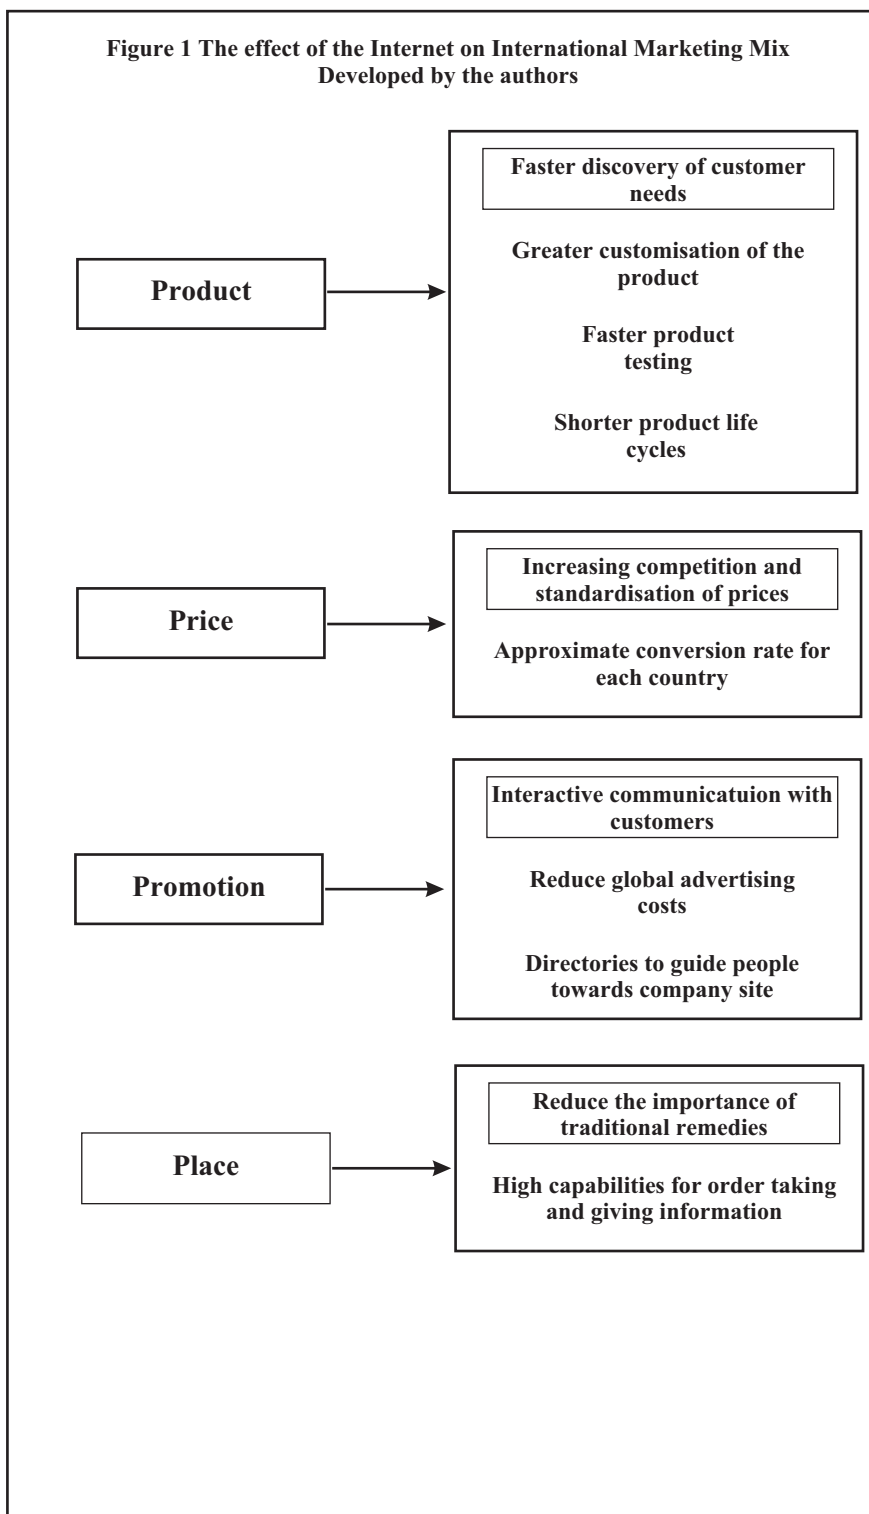 Figure 1 The effect of the Internet on International Marketing Mix
Developed by the authors
Product
Faster discovery of customer
needs
Greater customisation of the
product
Faster product
testing
Shorter product life
cycles
Price
Increasing competition and
standardisation of prices
Approximate conversion rate for
each country
Promotion
Interactive communicatuion with
customers
Reduce global advertising
costs
Directories to guide people
towards company site
Place
Reduce the importance of
traditional remedies
High capabilities for order taking
and giving information